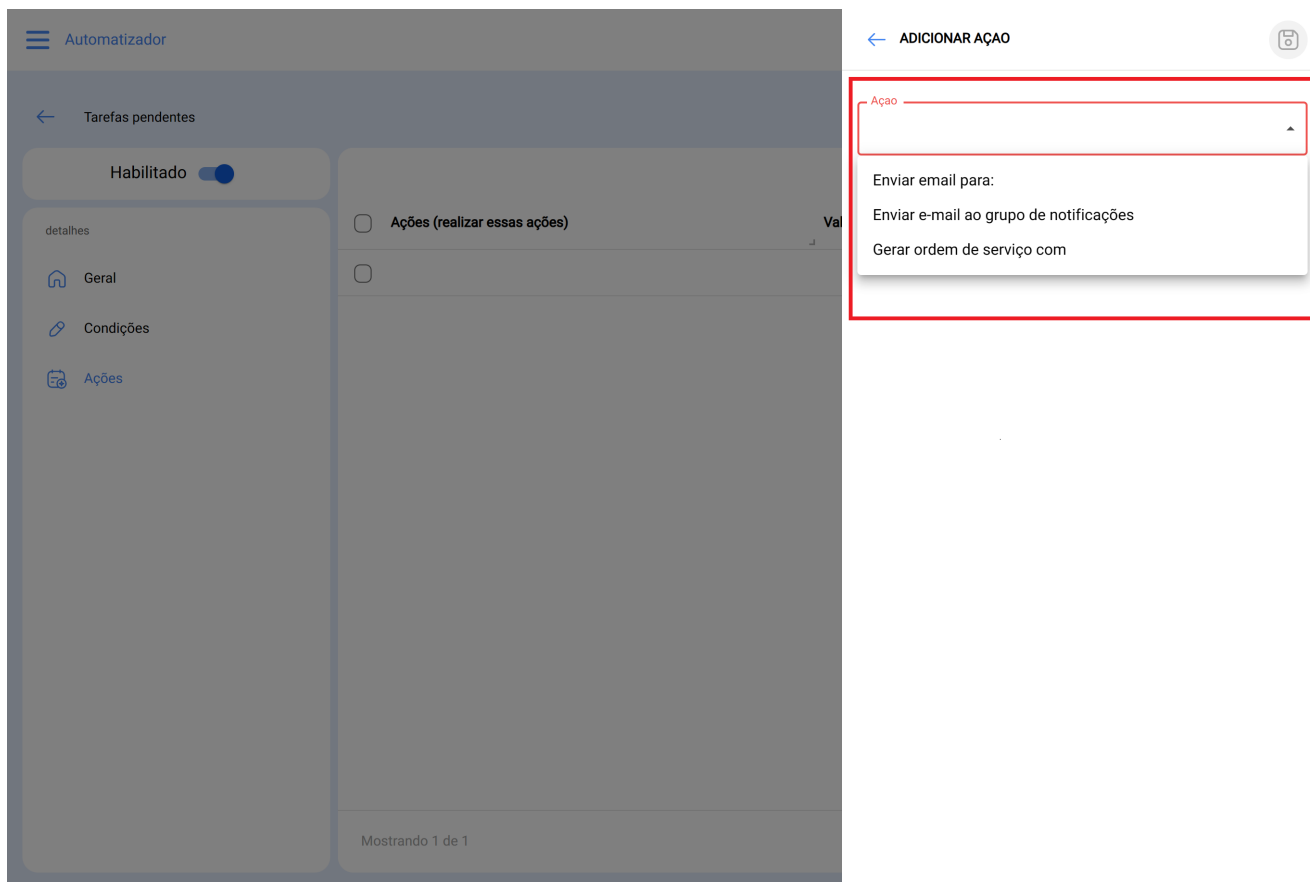 Automatizador
Tarefas pendentes
Habilitado
detalhes
Geral
Condições
Ações
Ações (realizar essas ações)
Val
Mostrando 1 de 1
ADICIONAR AÇAO
Açao
Enviar email para:
Enviar e-mail ao grupo de notificações
Gerar ordem de serviço com